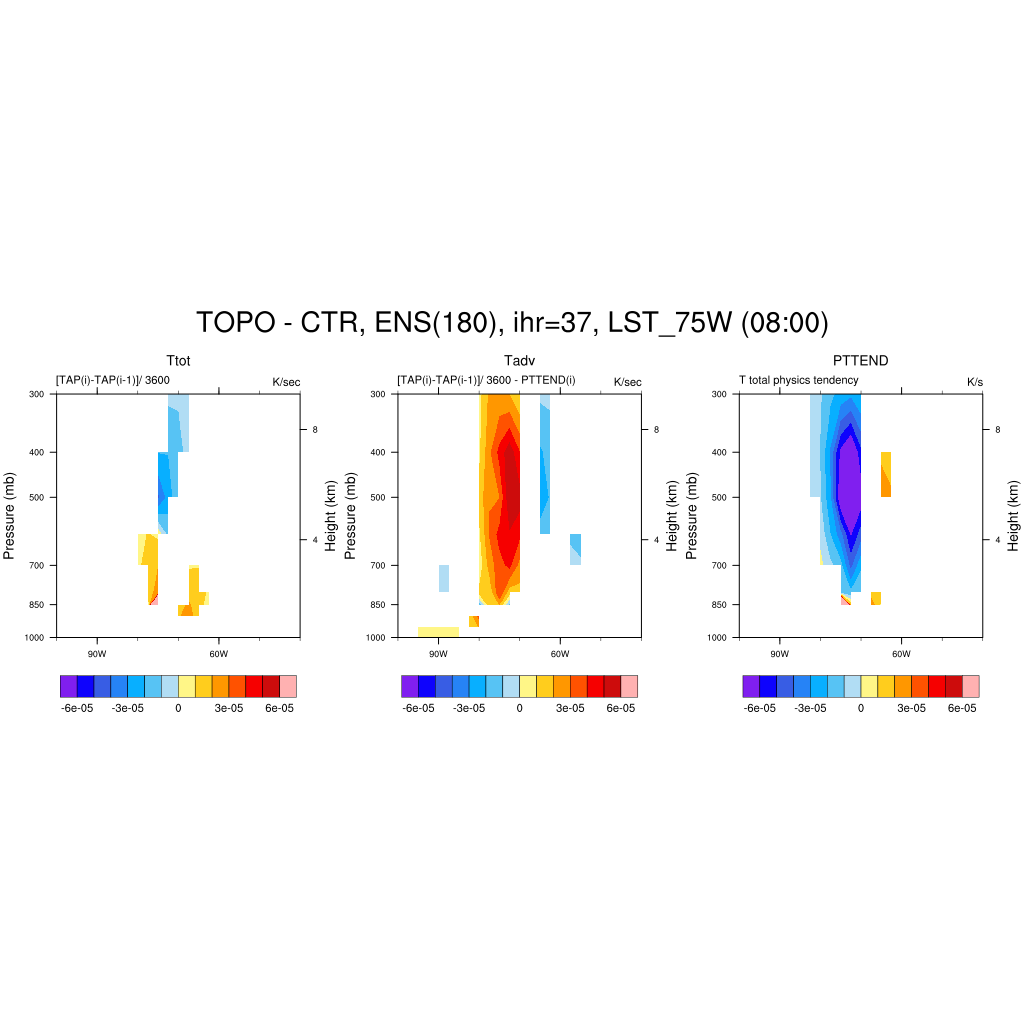 TOPO - CTR, ENS(180), ihr=37, LST_75W (08:00)
Ttot
[TAP(i)-TAP(i-1)]/ 3600
K/sec
300
400
500
700
850
1000
Pressure (mb)
8
4
Height (km)
90W
60W
-6e-05
-3e-05
0
3e-05
6e-05
Tadv
[TAP(i)-TAP(i-1)]/ 3600 - PTTEND(i)
K/sec
300
400
500
700
850
1000
Pressure (mb)
8
4
Height (km)
90W
60W
-6e-05
-3e-05
0
3e-05
6e-05
PTTEND
T total physics tendency
K/s
300
400
500
700
850
1000
Pressure (mb)
8
4
Height (km)
90W
60W
-6e-05
-3e-05
0
3e-05
6e-05